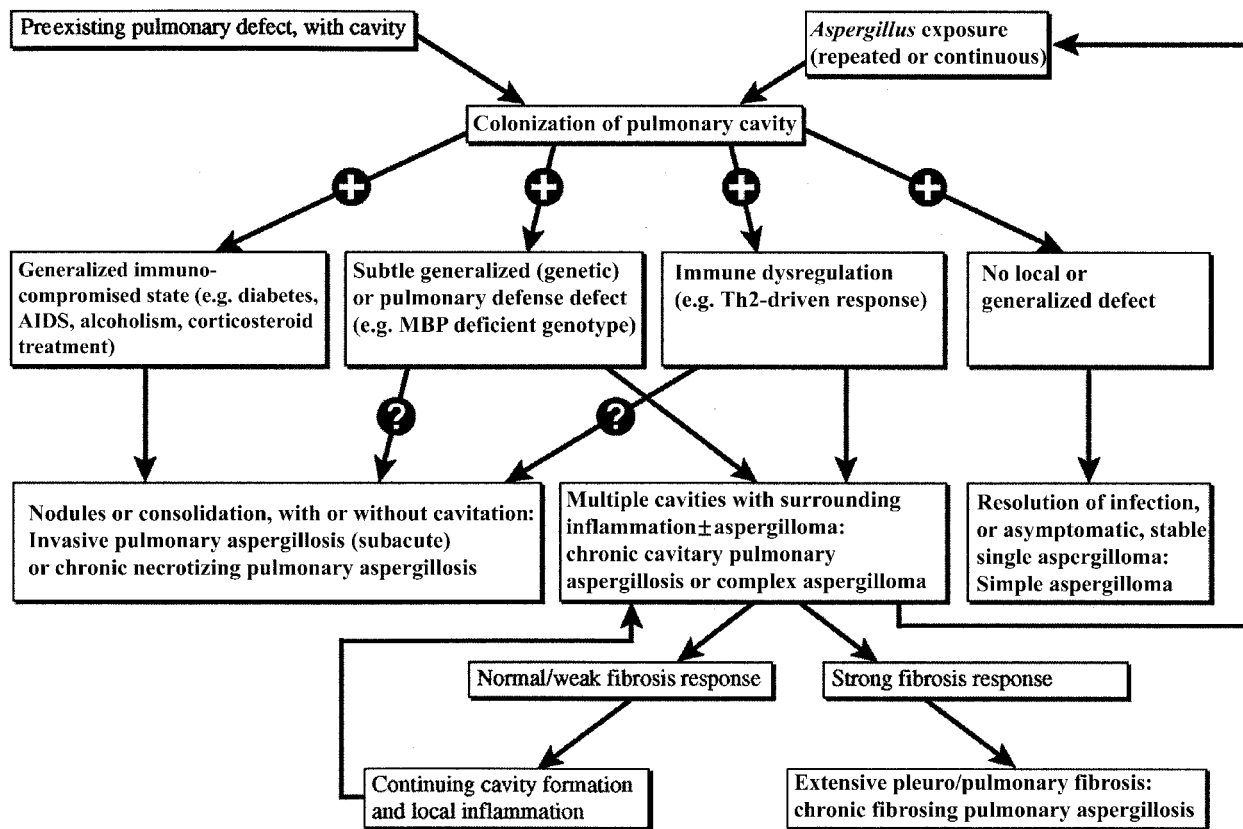 Preexisting pulmonary defect, with cavity
Aspergillus exposure
(repeated or continuous)
Colonization of pulmonary cavity
+
+
+
+
Generalized immuno-
compromised state (e.g. diabetes,
AIDS, alcoholism, corticosteroid
treatment)
Subtle generalized (genetic)
or pulmonary defense defect
(e.g. MBP deficient genotype)
Immune dysregulation
(e.g. Th2-driven response)
No local or
generalized defect
?
?
Nodules or consolidation, with or without cavitation:
Invasive pulmonary aspergillosis (subacute)
or chronic necrotizing pulmonary aspergillosis
Multiple cavities with surrounding
inflammation±aspergilloma:
chronic cavitary pulmonary
aspergillosis or complex aspergilloma
Resolution of infection,
or asymptomatic, stable
single aspergilloma:
Simple aspergilloma
Normal/weak fibrosis response
Strong fibrosis response
Continuing cavity formation
and local inflammation
Extensive pleuro/pulmonary fibrosis:
chronic fibrosing pulmonary aspergillosis